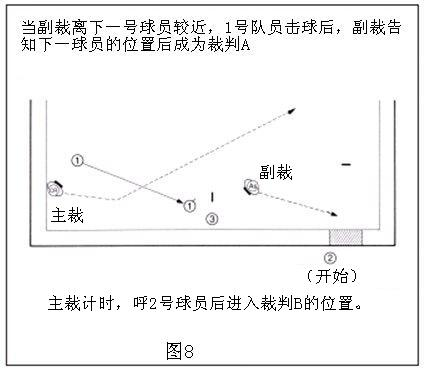 当副裁离下一号球员较近，1号队员击球后，副裁告
知下一球员的位置后成为裁判A
①
副裁
主裁
①
③
②
（开始）
主裁计时，呼2号球员后进入裁判B的位置。
图8